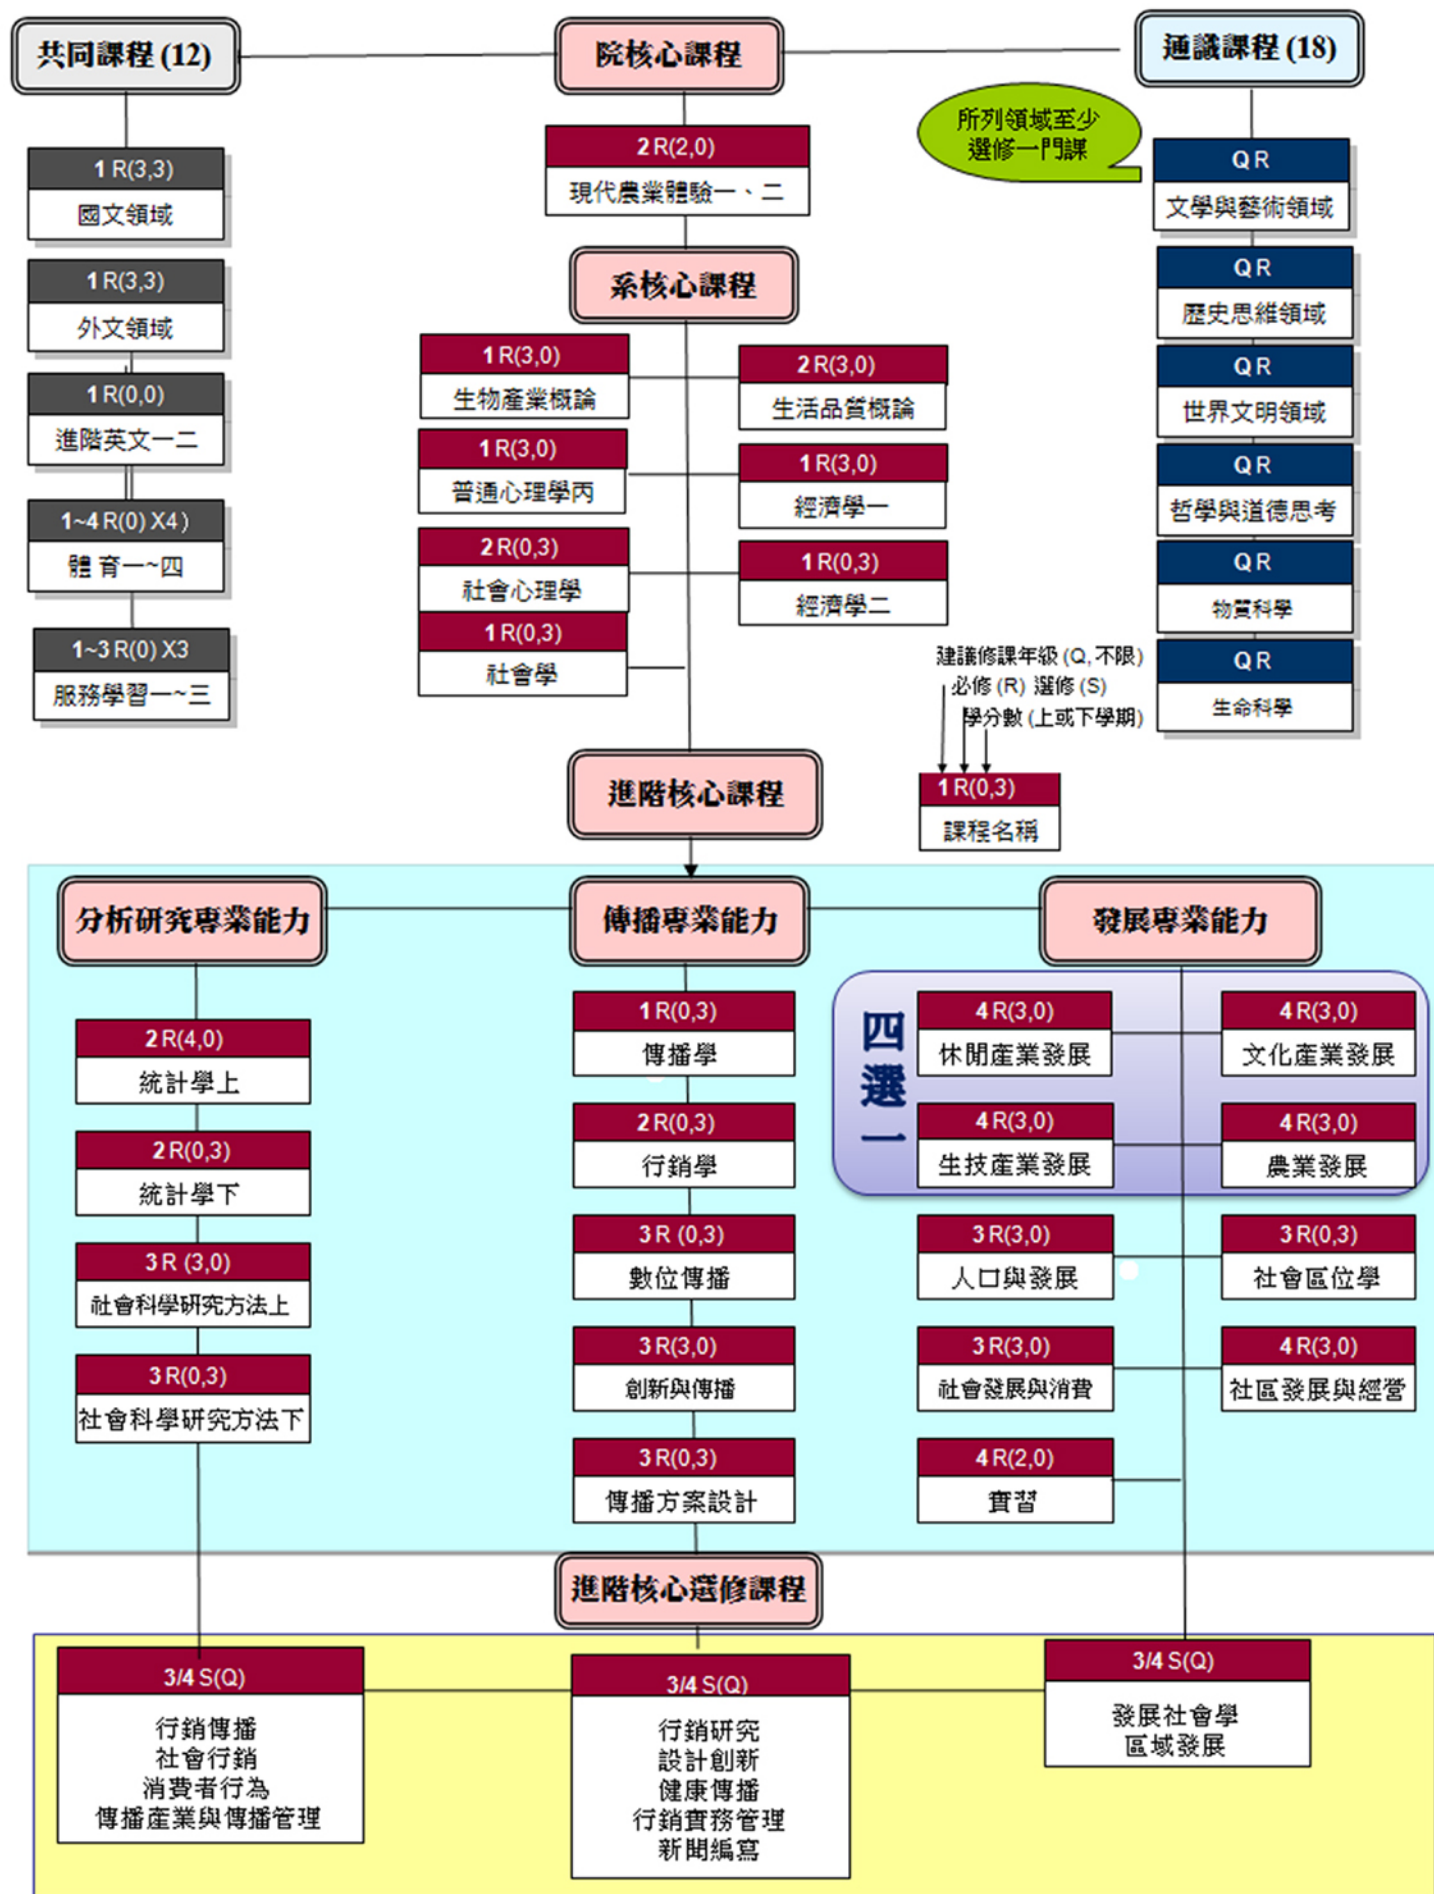 共同課程 (12)
院核心課程
通識課程 (18)
所列領域至少
選修一門課
1 R(3,3)
國文領域
1 R(3,3)
外文領域
1 R(0,0)
進階英文一二
1~4 R(0) X4)
體 育一~四
1~3 R(0) X3
服務學習一~三
2 R(2,0)
現代農業體驗一、二
系核心課程
1 R(3,0)
生物產業概論
2 R(3,0)
生活品質概論
1 R(3,0)
普通心理學丙
1 R(3,0)
經濟學一
2 R(0,3)
社會心理學
1 R(0,3)
經濟學二
1 R(0,3)
社會學
Q R
文學與藝術領域
Q R
歷史思維領域
Q R
世界文明領域
Q R
哲學與道德思考
Q R
物質科學
Q R
生命科學
建議修課年級 (Q, 不限)
必修 (R) 選修 (S)
學分數 (上或下學期)
1 R(0,3)
課程名稱
進階核心課程
分析研究專業能力
傳播專業能力
發展專業能力
2 R(4,0)
統計學上
2 R(0,3)
統計學下
3 R (3,0)
社會科學研究方法上
3 R(0,3)
社會科學研究方法下
1 R(0,3)
傳播學
2 R(0,3)
行銷學
3 R (0,3)
數位傳播
3 R(3,0)
創新與傳播
3 R(0,3)
傳播方案設計
四選一
4 R(3,0)
休閒產業發展
4 R(3,0)
文化產業發展
4 R(3,0)
生技產業發展
4 R(3,0)
農業發展
3 R(3,0)
人口與發展
3 R(0,3)
社會區位學
3 R(3,0)
社會發展與消費
4 R(3,0)
社區發展與經營
4 R(2,0)
實習
進階核心選修課程
3/4 S(Q)
行銷傳播
社會行銷
消費者行為
傳播產業與傳播管理
3/4 S(Q)
行銷研究
設計創新
健康傳播
行銷實務管理
新聞編寫
3/4 S(Q)
發展社會學
區域發展